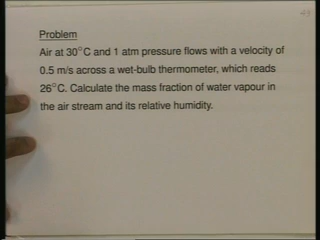 Problem
Air at 30°C and 1 atm pressure flows with a velocity of
0.5 m/s across a wet-bulb thermometer, which reads
26°C. Calculate the mass fraction of water vapour in
the air stream and its relative humidity.